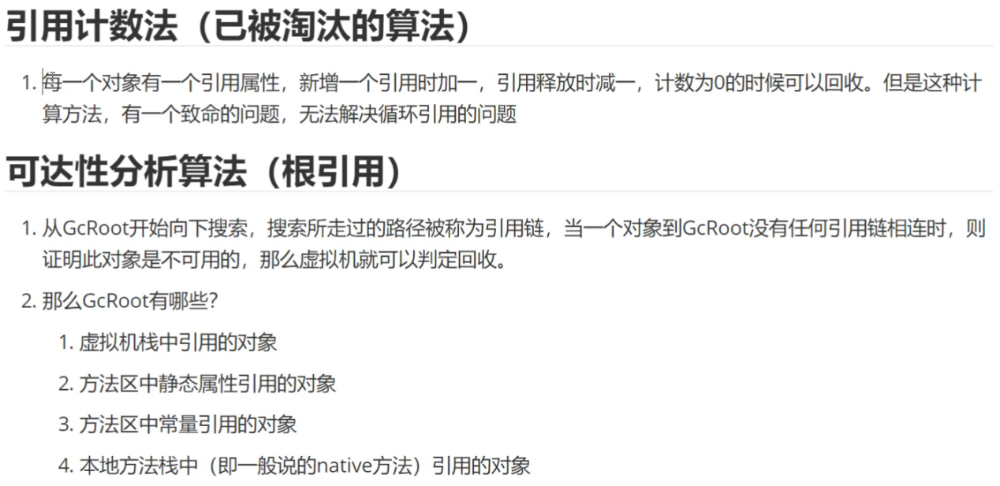 引用计数法（已被淘汰的算法）
1. 每一个对象有一个引用属性，新增一个引用时加一，引用释放时减一，计数为0的时候可以回收。但是这种计
算方法，有一个致命的问题，无法解决循环引用的问题
可达性分析算法（根引用）
1. 从GcRoot开始向下搜索，搜索所走过的路径被称为引用链，当一个对象到GcRoot没有任何引用链相连时，则
证明此对象是不可用的，那么虚拟机就可以判定回收。
2. 那么GcRoot有哪些?
1. 虚拟机栈中引用的对象
2. 方法区中静态属性引用的对象
3. 方法区中常量引用的对象
4. 本地方法栈中（即一般说的native方法）引用的对象